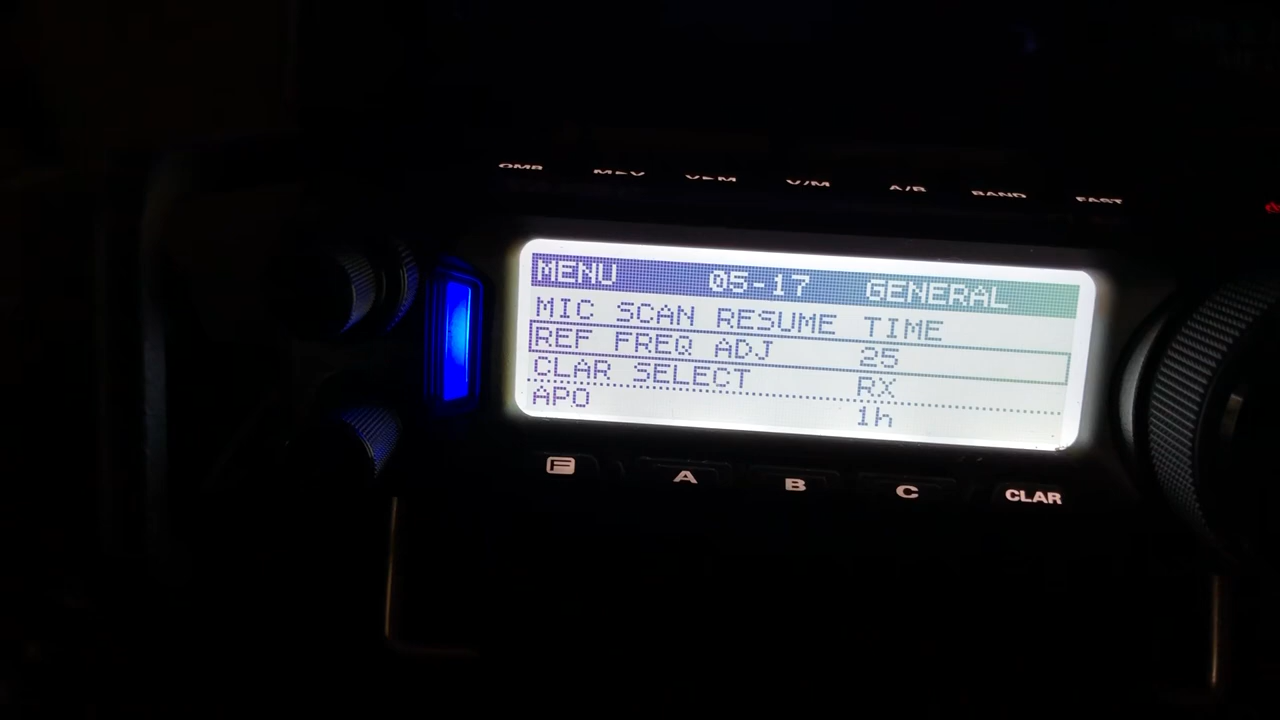 V/M A/B BAND FAST
MENU 05-17 GENERAL
MIC SCAN RESUME TIME
REF FREQ ADJ 25
CLAR SELECT RX
APO 1h
F A B C CLAR